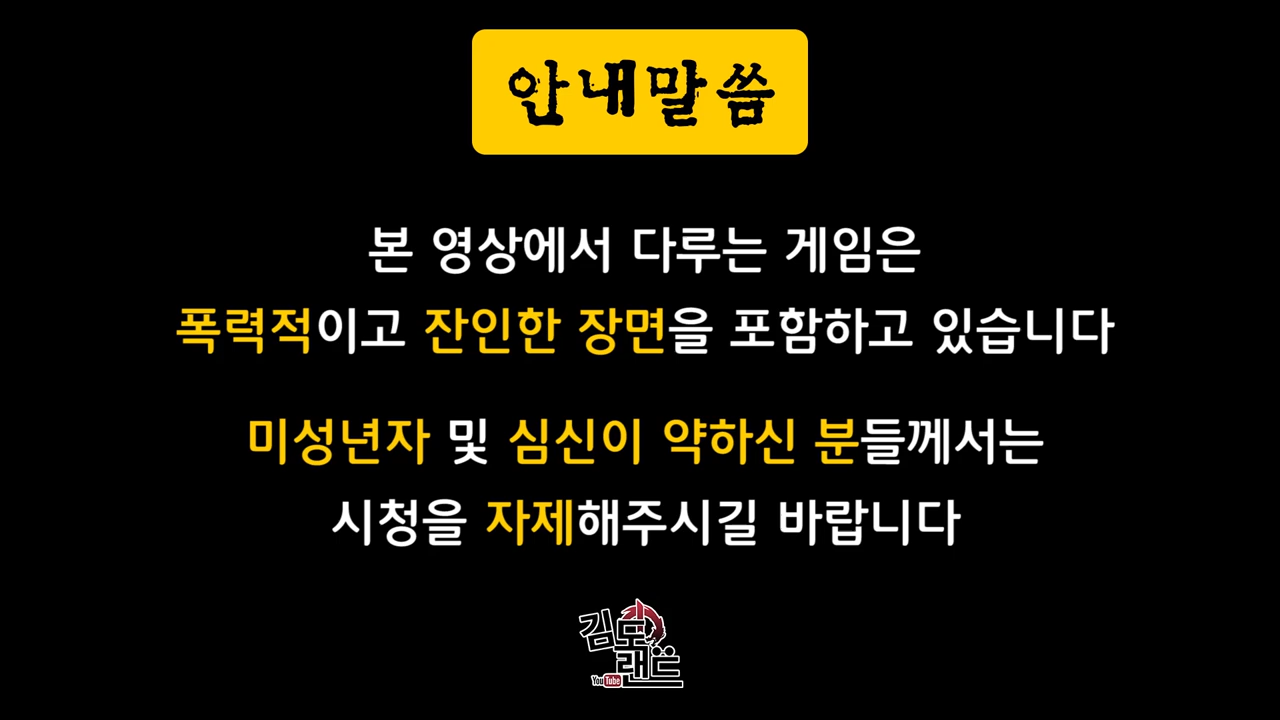 안내말씀
본 영상에서 다루는 게임은
폭력적이고 잔인한 장면을 포함하고 있습니다
미성년자 및 심신이 약하신 분들께서는
시청을 자제해주시길 바랍니다
김도
랜드
YouTube